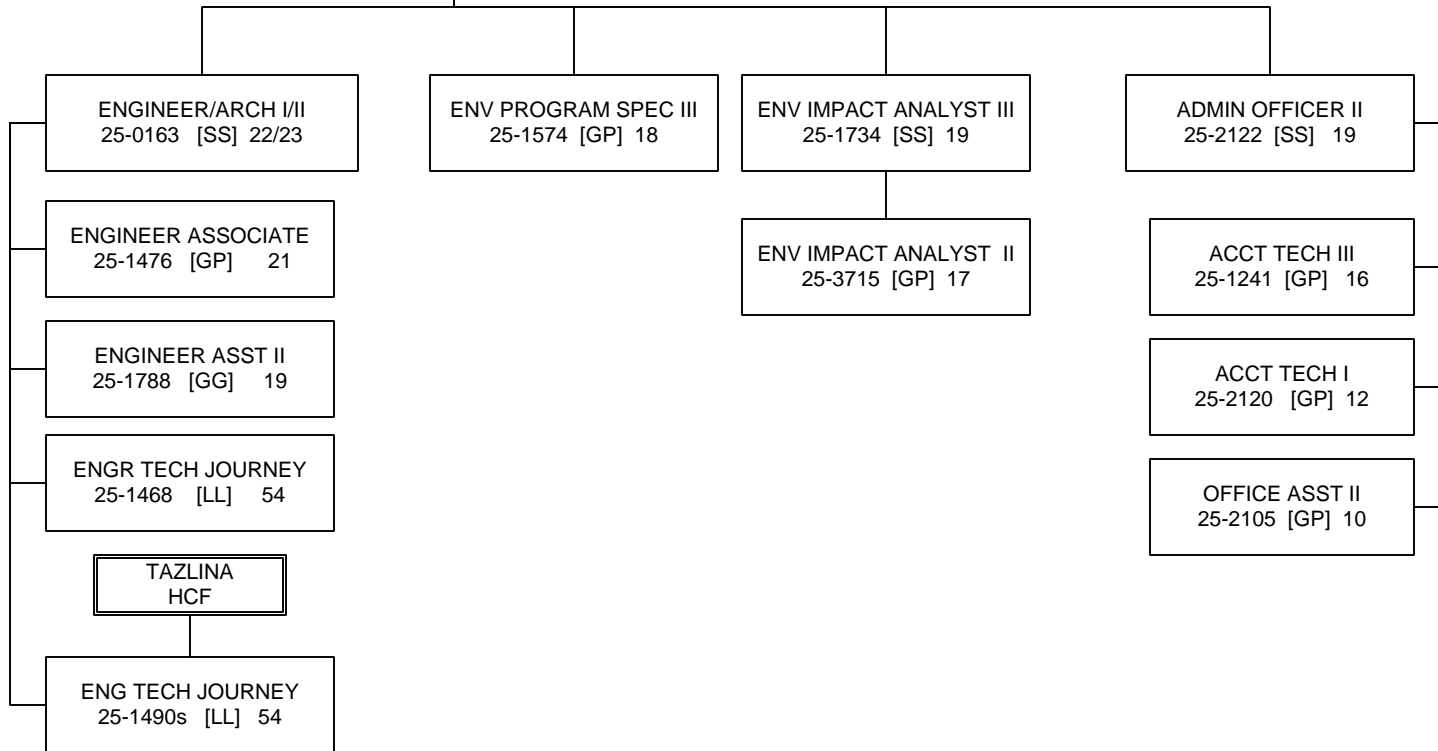 ENGINEER/ARCH I/II
25-0163 [SS] 22/23
ENV PROGRAM SPEC III
25-1574 [GP] 18
ENV IMPACT ANALYST III
25-1734 [SS] 19
ADMIN OFFICER II
25-2122 [SS] 19
ENGINEER ASSOCIATE
25-1476 [GP] 21
ENV IMPACT ANALYST II
25-3715 [GP] 17
ACCT TECH III
25-1241 [GP] 16
ENGINEER ASST II
25-1788 [GG] 19
ACCT TECH I
25-2120 [GP] 12
ENGR TECH JOURNEY
25-1468 [LL] 54
OFFICE ASST II
25-2105 [GP] 10
TAZLINA
HCF
ENG TECH JOURNEY
25-1490s [LL] 54